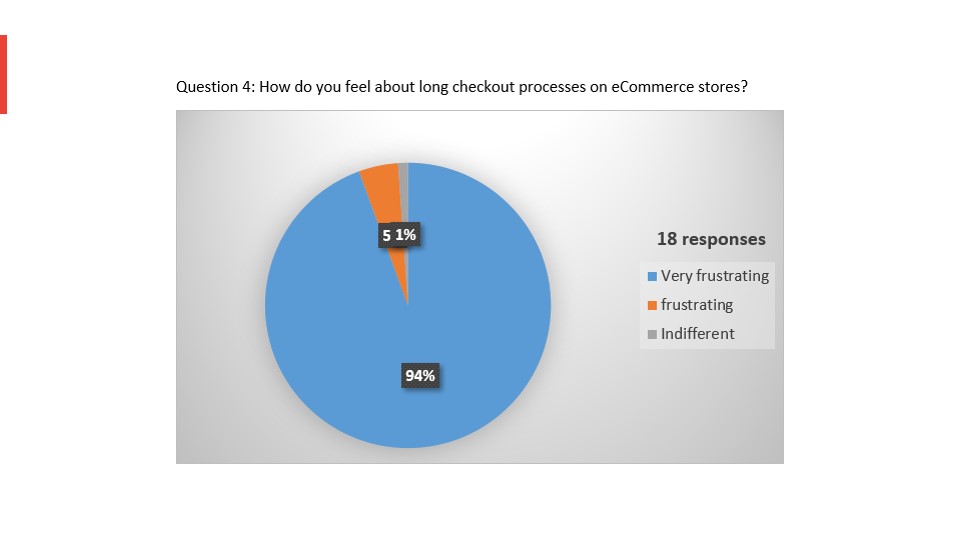 Question 4: How do you feel about long checkout processes on eCommerce stores?
18 responses
5 1%
Very frustrating
frustrating
Indifferent
94%